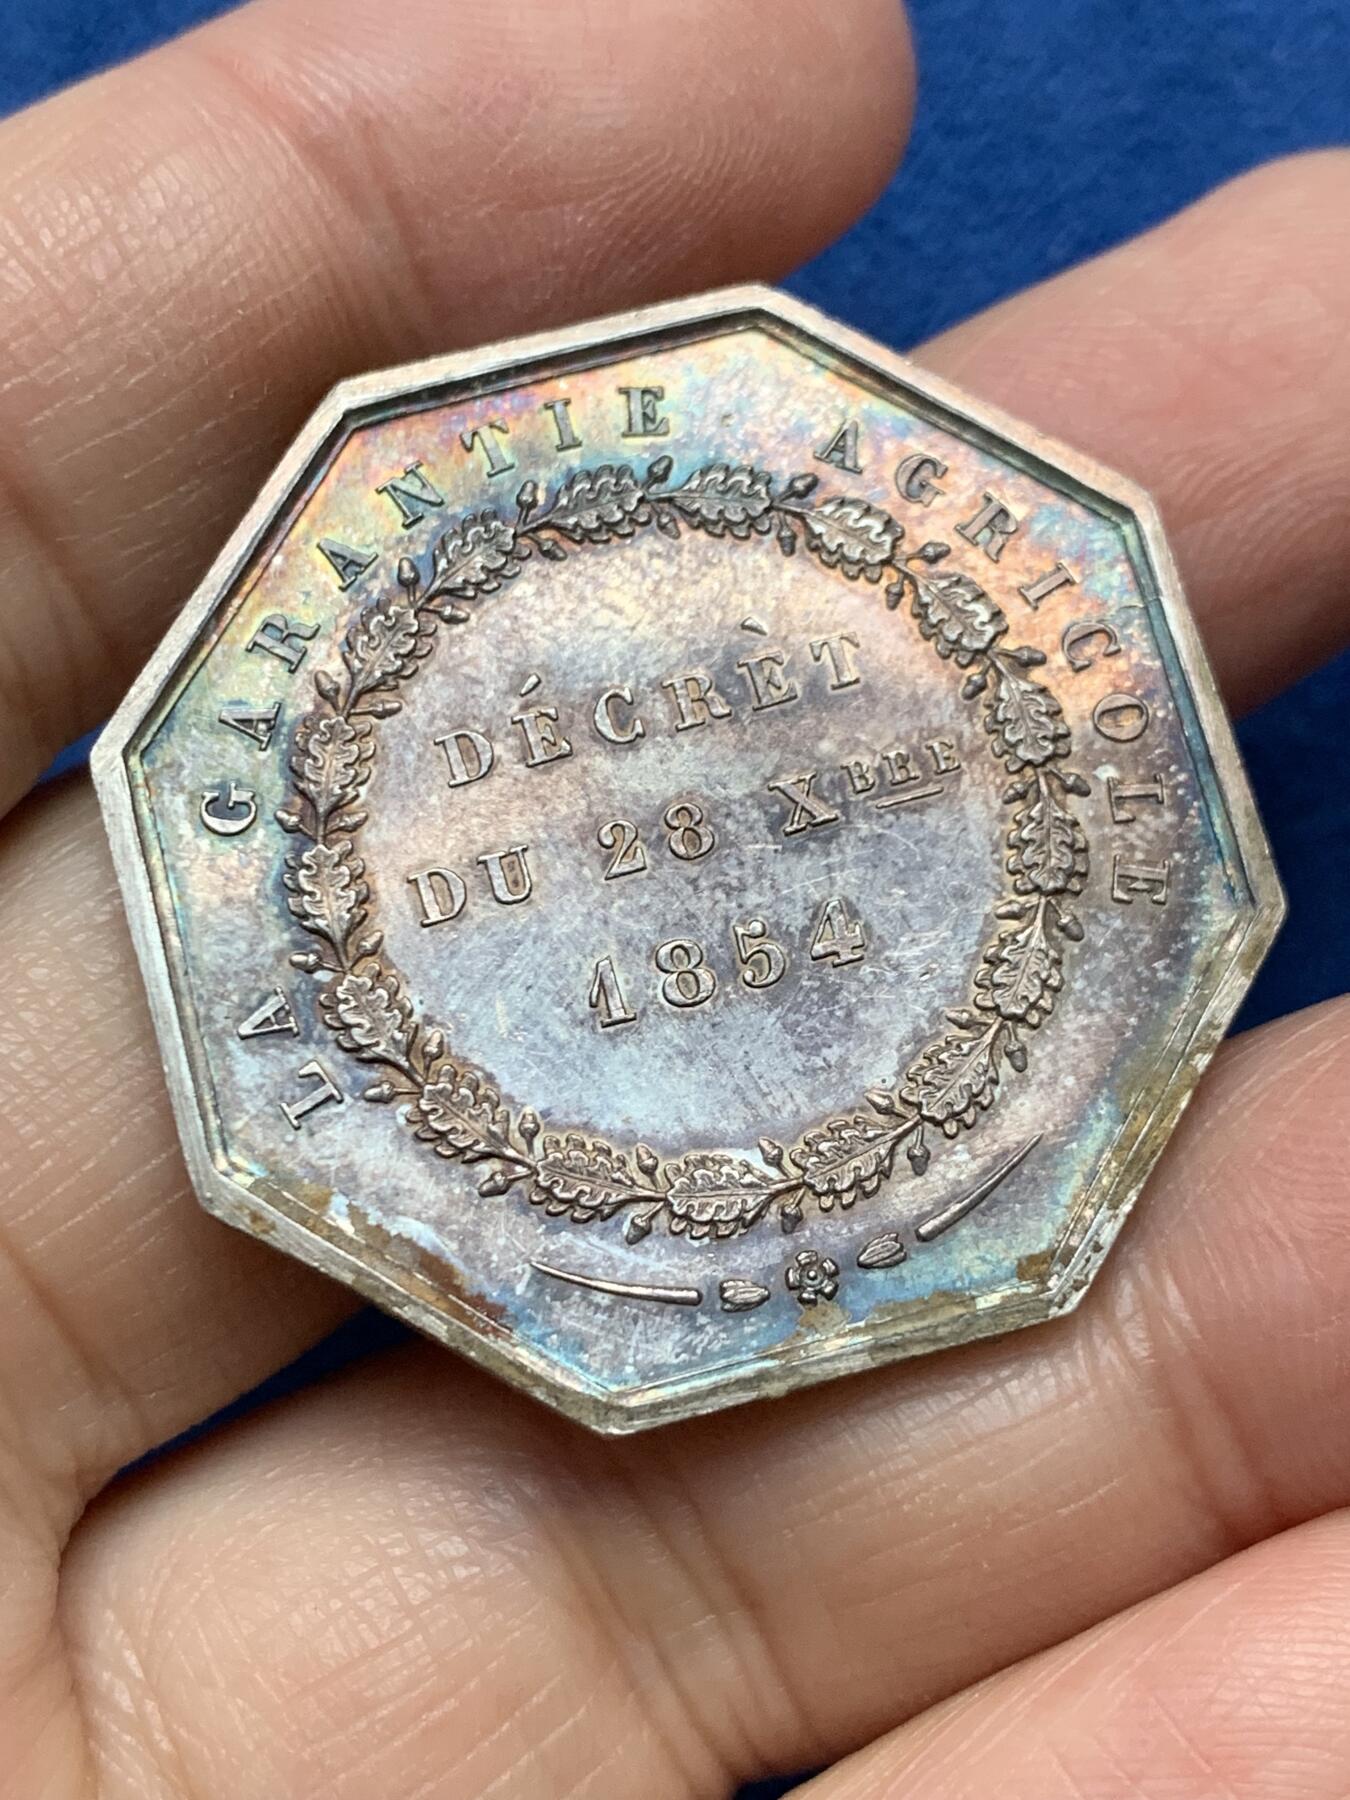 LA GARANTIE AGRICOLE
DÉCRÈT
DU 28 XBRE
1854